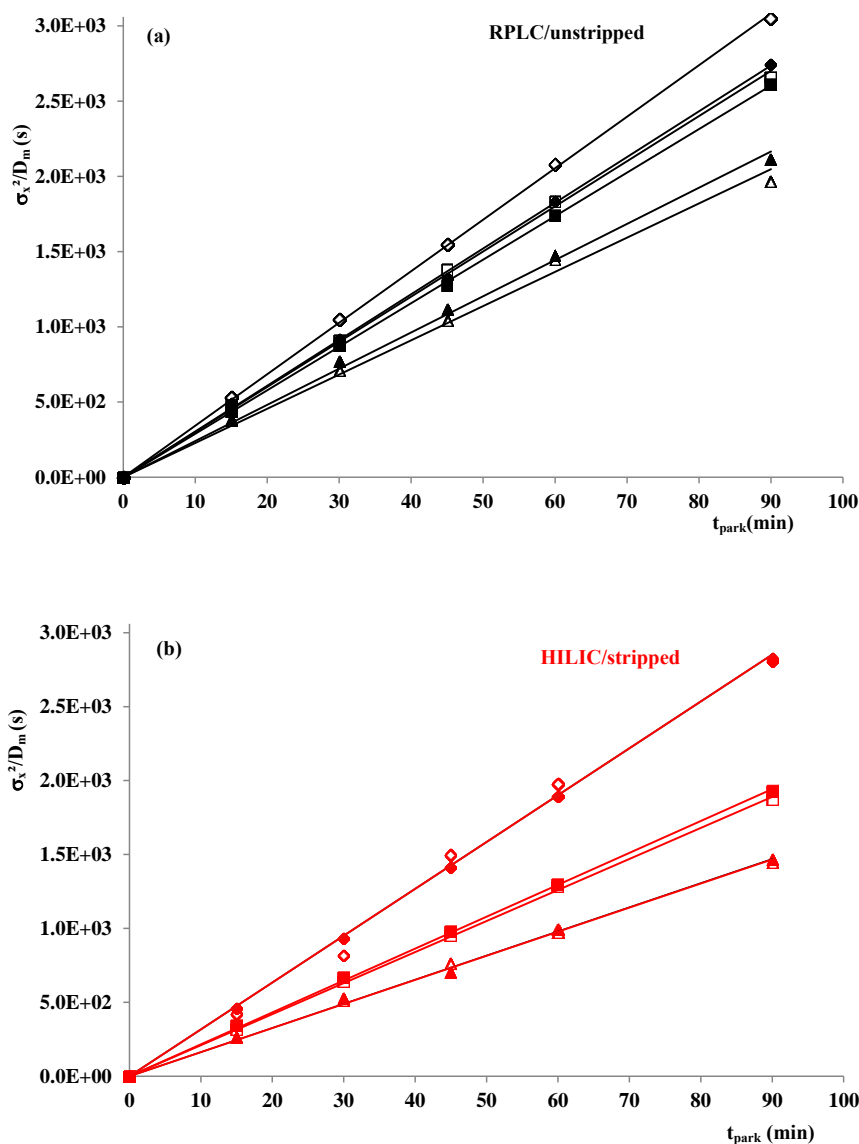 (a)
RPLC/unstripped
σx²/Dm (s)
3.0E+03
2.5E+03
2.0E+03
1.5E+03
1.0E+03
5.0E+02
0.0E+00
0 10 20 30 40 50 60 70 80 90 100
tpark(min)
(b)
HILIC/stripped
σx²/Dm (s)
3.0E+03
2.5E+03
2.0E+03
1.5E+03
1.0E+03
5.0E+02
0.0E+00
0 10 20 30 40 50 60 70 80 90 100
tpark (min)